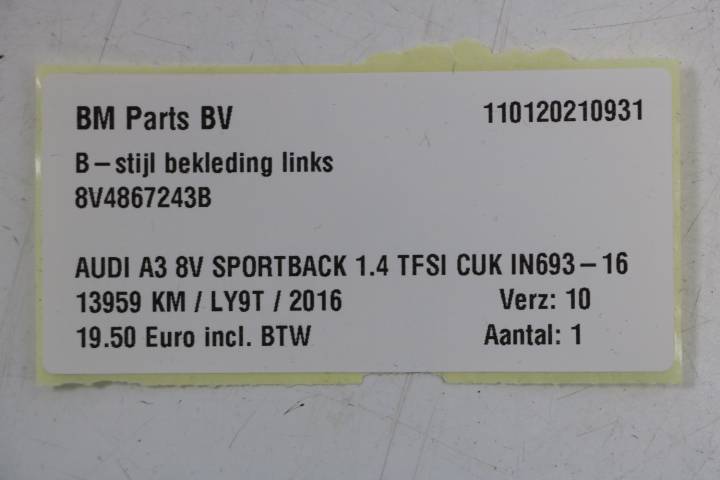 BM Parts BV 110120210931
B-stijl bekleding links
8V4867243B
AUDI A3 8V SPORTBACK 1.4 TFSI CUK IN693-16
13959 KM / LY9T / 2016 Verz: 10
19.50 Euro incl. BTW Aantal: 1